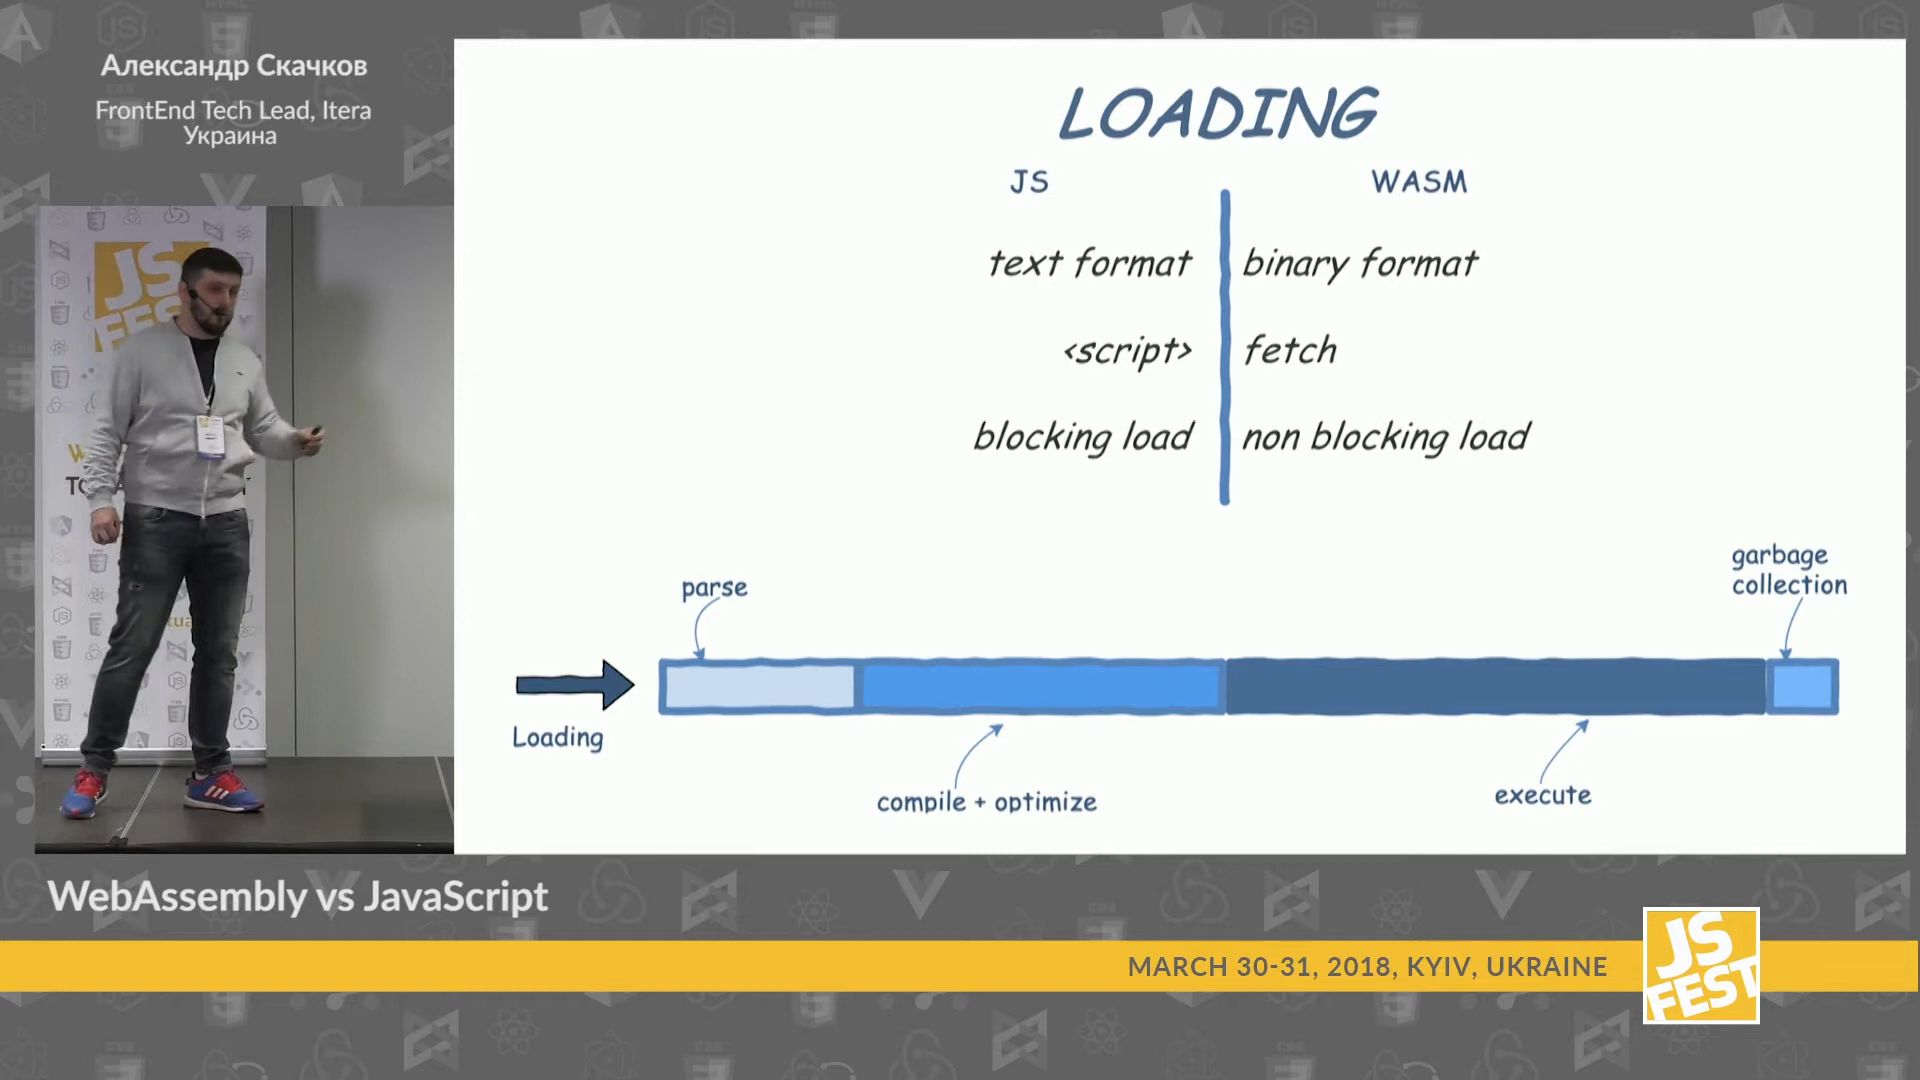 Александр Скачков
FrontEnd Tech Lead, Itera
Украина
JS
FES
LOADING
JS
WASM
text format
binary format
<script>
fetch
blocking load
non blocking load
parse
garbage
collection
Loading
compile + optimize
execute
WebAssembly vs JavaScript
MARCH 30-31, 2018, KYIV, UKRAINE
JS
FEST